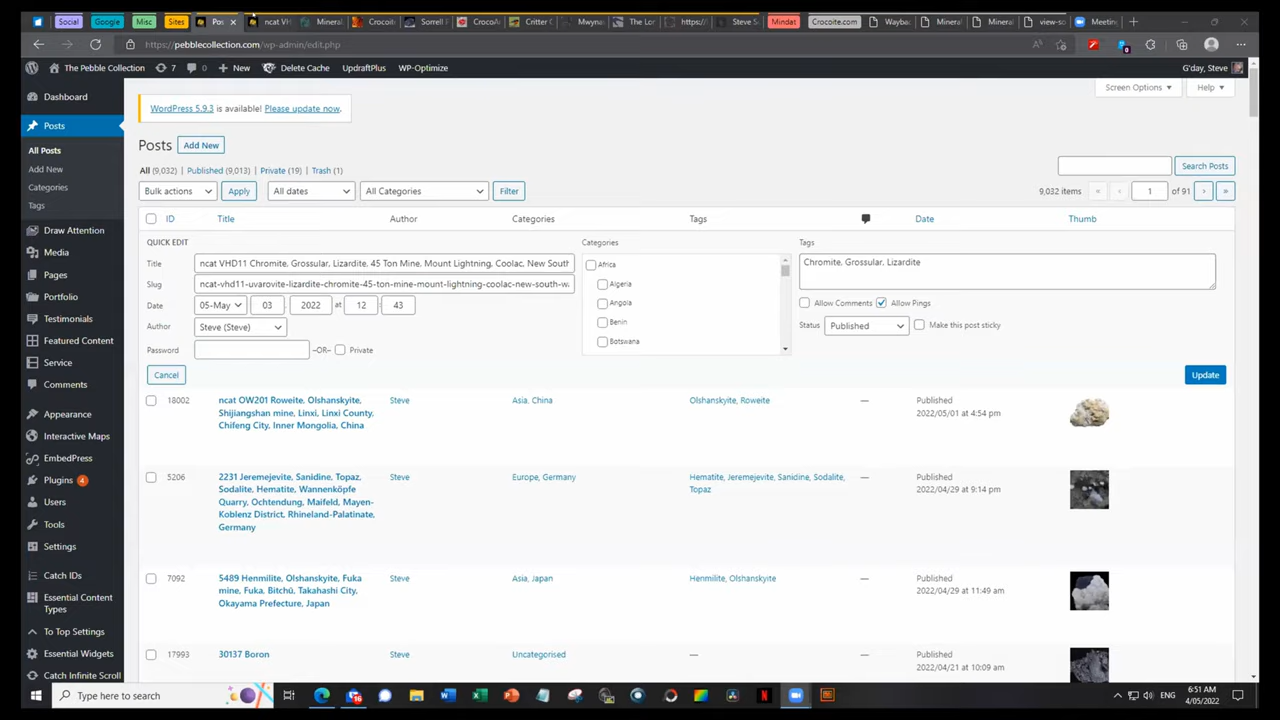 Social Google Misc Sites Pos ncat VH Mineral Crocoit Sorrell F CrocoA Critter C Mwyna The Lor https:// Steve S Mindat Crocoite.com Wayba Mineral Mineral view-so Meeting
https://pebblecollection.com/wp-admin/edit.php
The Pebble Collection 7 0 New Delete Cache UpdraftPlus WP-Optimize G'day, Steve
Screen Options Help
Dashboard
WordPress 5.9.3 is available! Please update now.
Posts
Posts Add New
All Posts
Add New
Categories
Tags
All (9,032) | Published (9,013) | Private (19) | Trash (1)
Search Posts
Bulk actions Apply All dates All Categories Filter
9,032 items « ‹ 1 of 91 › »
ID Title Author Categories Tags Date Thumb
Draw Attention
Media
Pages
Portfolio
Testimonials
Featured Content
Service
Comments
Appearance
Interactive Maps
EmbedPress
Plugins 4
Users
Tools
Settings
Catch IDs
Essential Content
Types
To Top Settings
Essential Widgets
Catch Infinite Scroll
QUICK EDIT
Title ncat VHD11 Chromite, Grossular, Lizardite, 45 Ton Mine, Mount Lightning, Coolac, New South
Slug ncat-vhd11-uvarovite-lizardite-chromite-45-ton-mine-mount-lightning-coolac-new-south-w
Date 05-May 03 2022 at 12 43
Author Steve (Steve)
Password –OR– Private
Categories
Africa
Algeria
Angola
Benin
Botswana
Tags
Chromite, Grossular, Lizardite
Allow Comments Allow Pings
Status Published Make this post sticky
Cancel Update
18002
ncat OW201 Roweite, Olshanskyite,
Shijiangshan mine, Linxi, Linxi County,
Chifeng City, Inner Mongolia, China
Steve
Asia, China
Olshanskyite, Roweite
—
Published
2022/05/01 at 4:54 pm
5206
2231 Jeremejevite, Sanidine, Topaz,
Sodalite, Hematite, Wannenköpfe
Quarry, Ochtendung, Maifeld, Mayen-
Koblenz District, Rhineland-Palatinate,
Germany
Steve
Europe, Germany
Hematite, Jeremejevite, Sanidine, Sodalite,
Topaz
—
Published
2022/04/29 at 9:14 pm
7092
5489 Henmilite, Olshanskyite, Fuka
mine, Fuka, Bitchū, Takahashi City,
Okayama Prefecture, Japan
Steve
Asia, Japan
Henmilite, Olshanskyite
—
Published
2022/04/29 at 11:49 am
17993
30137 Boron
Steve
Uncategorised
—
—
Published
2022/04/21 at 10:09 am
Type here to search
ENG
6:51 AM
4/05/2022